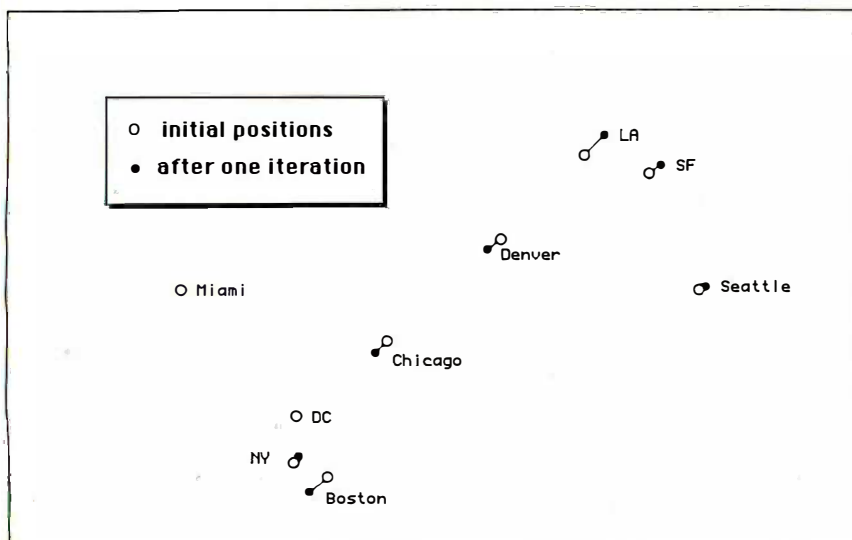 initial positions
after one iteration
LA
SF
Denver
Miami
Seattle
Chicago
DC
NY
Boston